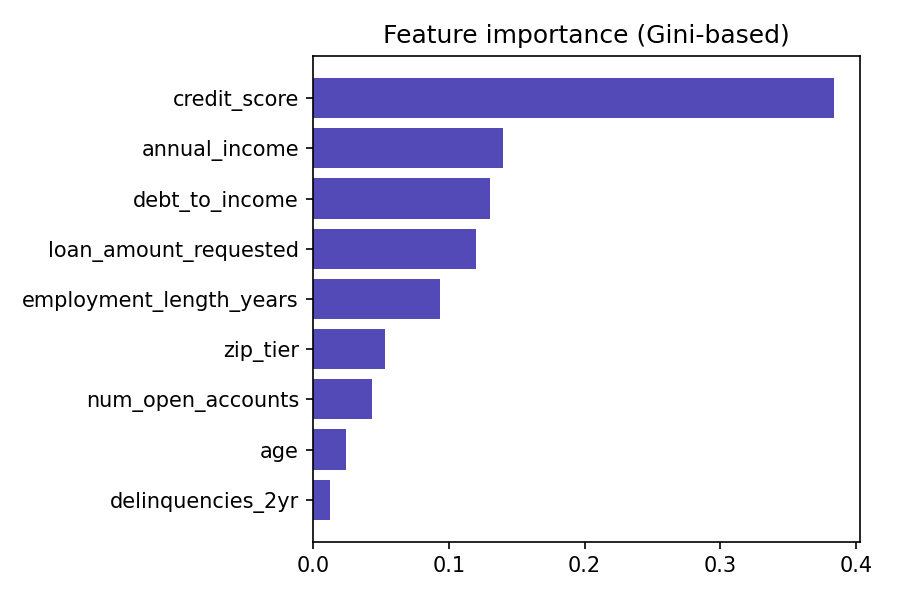 Feature importance (Gini-based)
credit_score
annual_income
debt_to_income
loan_amount_requested
employment_length_years
zip_tier
num_open_accounts
age
delinquencies_2yr
0.0 0.1 0.2 0.3 0.4